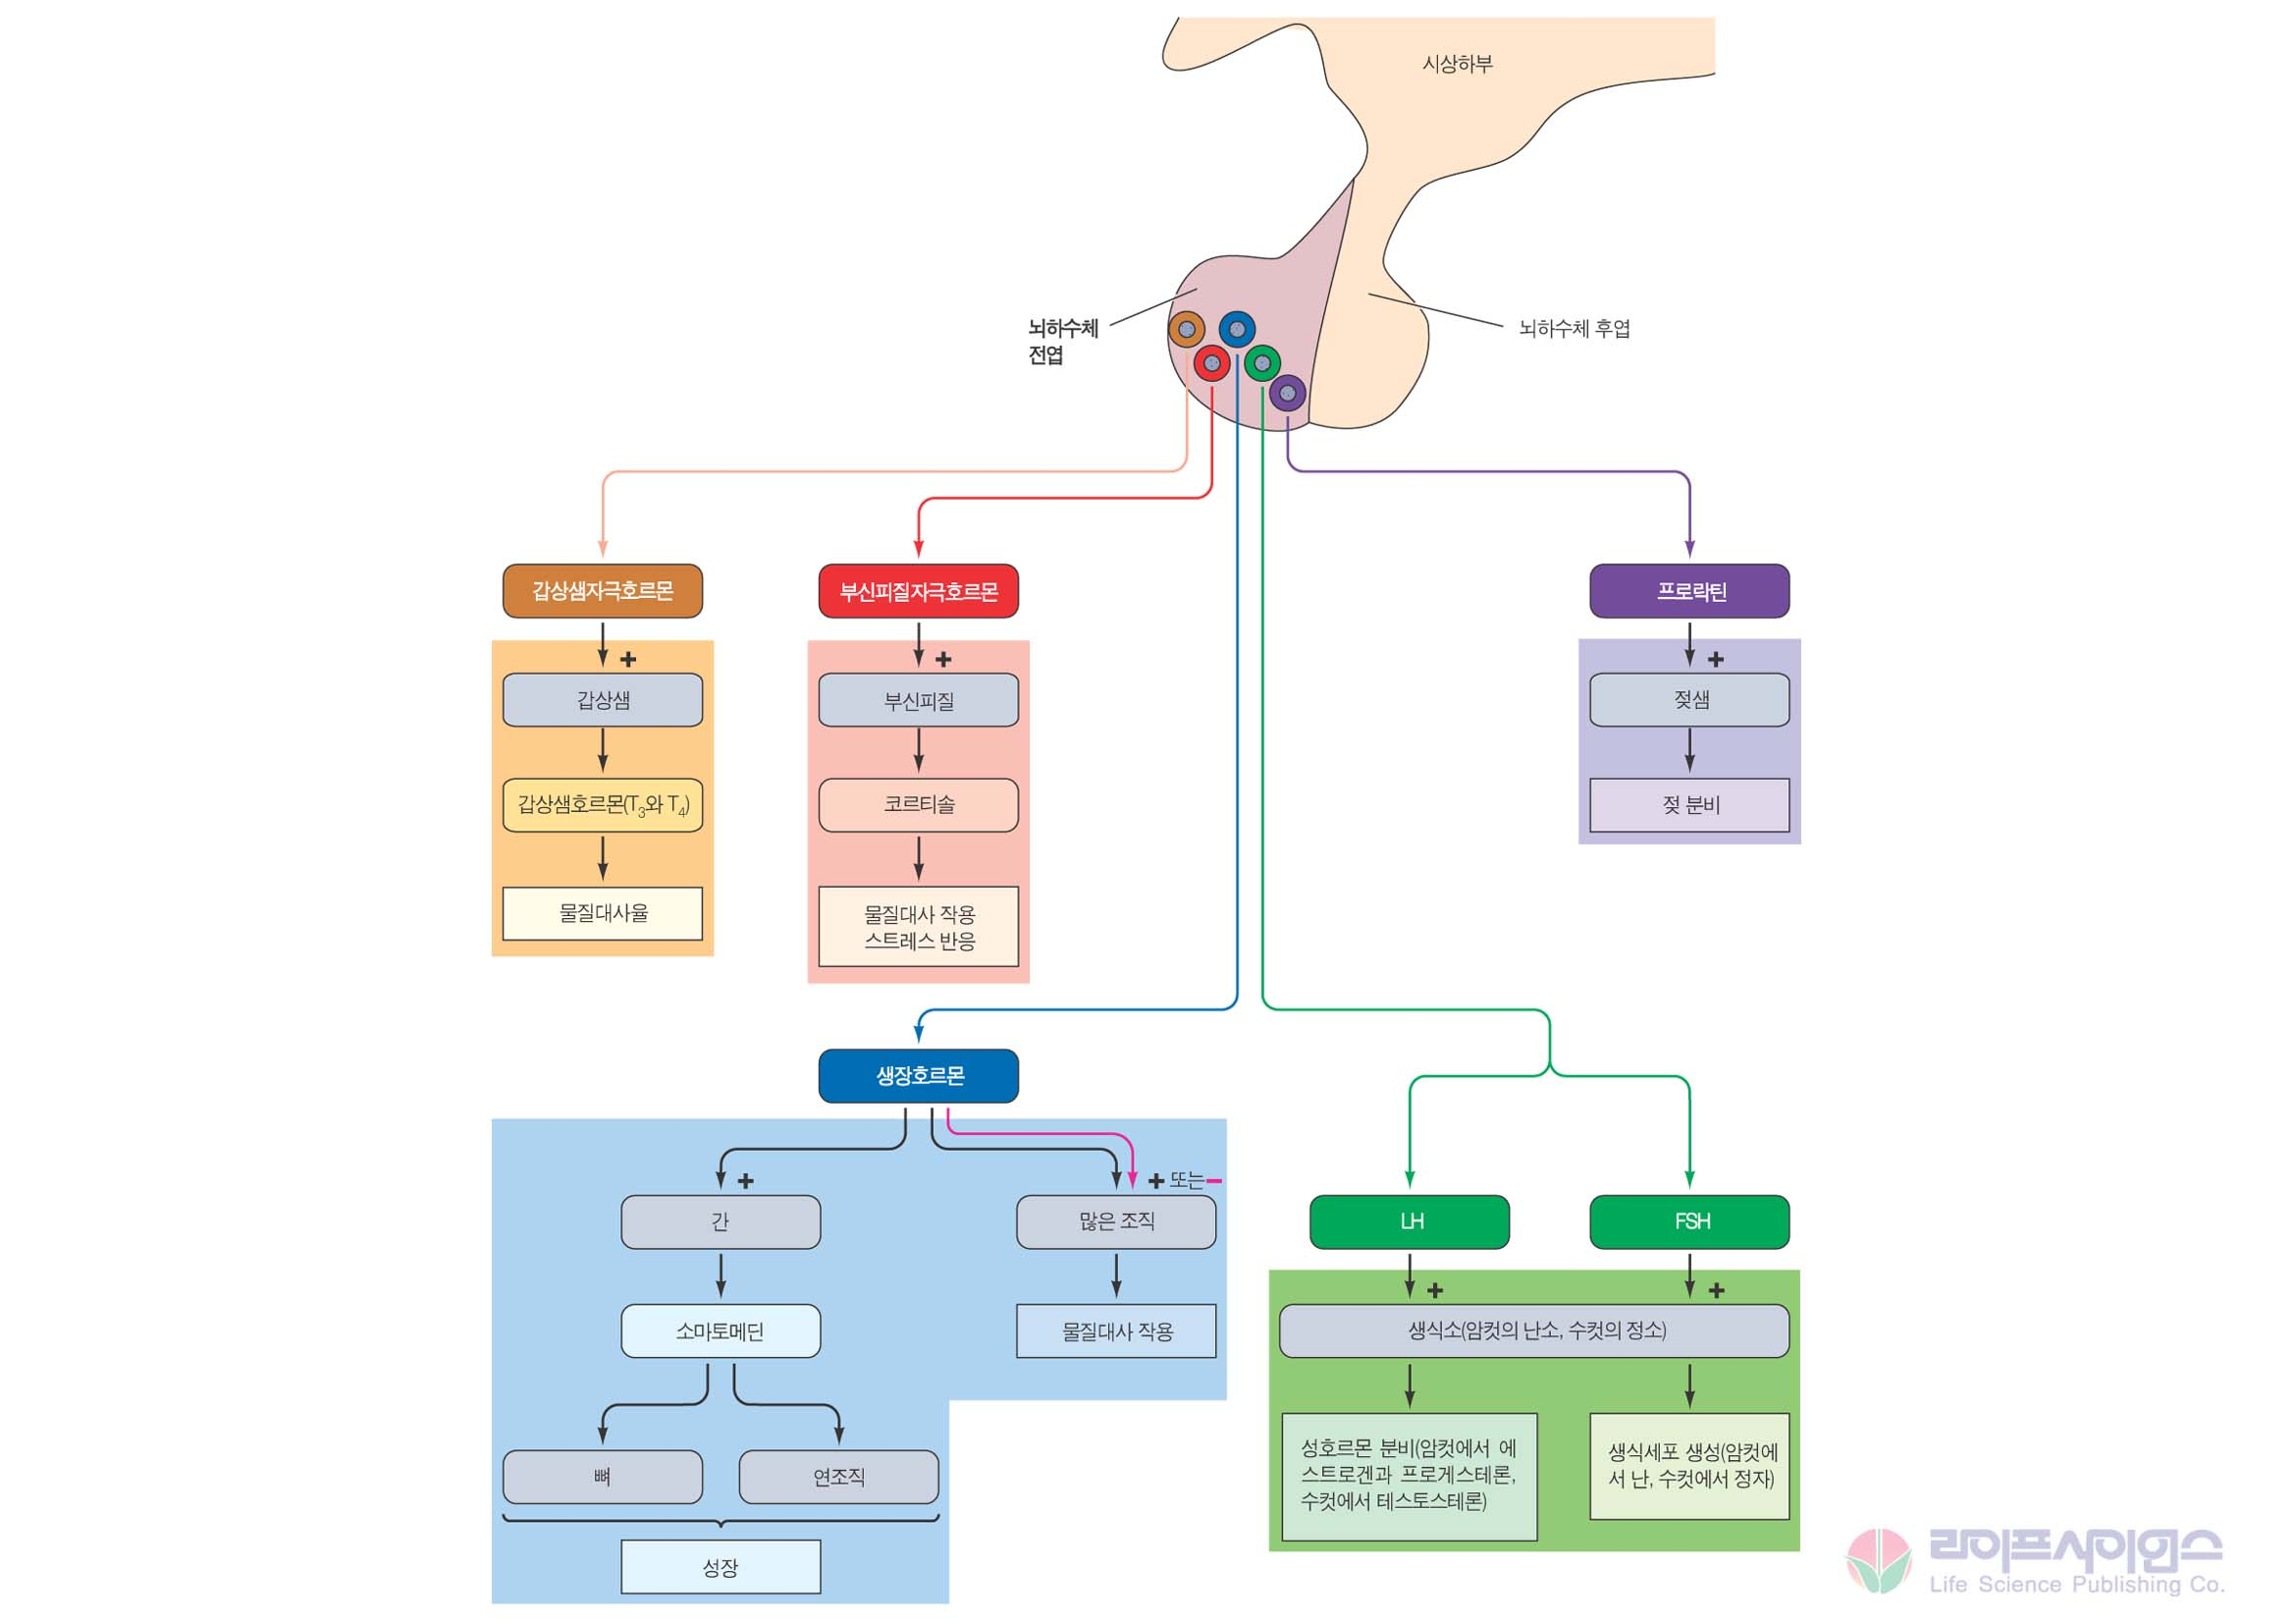 시상하부
뇌하수체
전엽
뇌하수체 후엽
갑상샘자극호르몬
부신피질자극호르몬
프로락틴
+
+
+
갑상샘
부신피질
젖샘
갑상샘호르몬(T3와 T4)
코르티솔
젖 분비
물질대사율
물질대사 작용
스트레스 반응
생장호르몬
+
+ 또는 −
간
많은 조직
LH
FSH
+
+
소마토메딘
물질대사 작용
생식소(암컷의 난소, 수컷의 정소)
뼈
연조직
성호르몬 분비(암컷에서 에
스트로겐과 프로게스테론,
수컷에서 테스토스테론)
생식세포 생성(암컷에
서 난, 수컷에서 정자)
성장
라이프사이언스
Life Science Publishing Co.